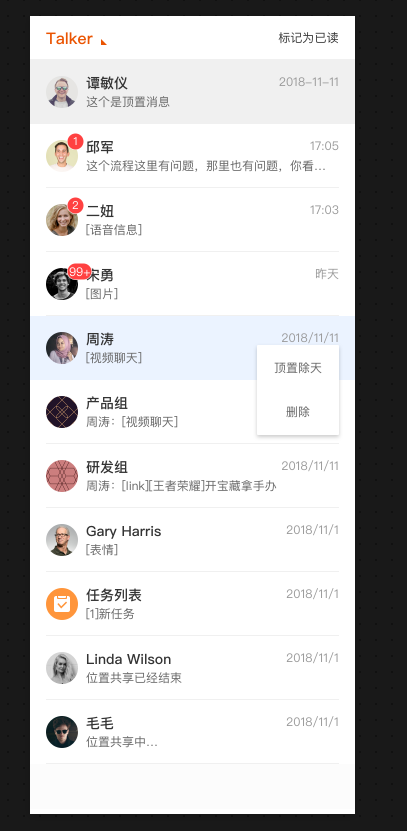 Talker 标记为已读
谭敏仪 2018-11-11
这个是顶置消息
1
邱军 17:05
这个流程这里有问题，那里也有问题，你看...
2
二妞 17:03
[语音信息]
99+
宋勇 昨天
[图片]
周涛 2018/11/11
[视频聊天]
顶置除天
删除
产品组
周涛：[视频聊天]
研发组 2018/11/11
周涛：[link][王者荣耀]开宝藏拿手办
Gary Harris 2018/11/1
[表情]
任务列表 2018/11/1
[1]新任务
Linda Wilson 2018/11/1
位置共享已经结束
毛毛 2018/11/1
位置共享中...